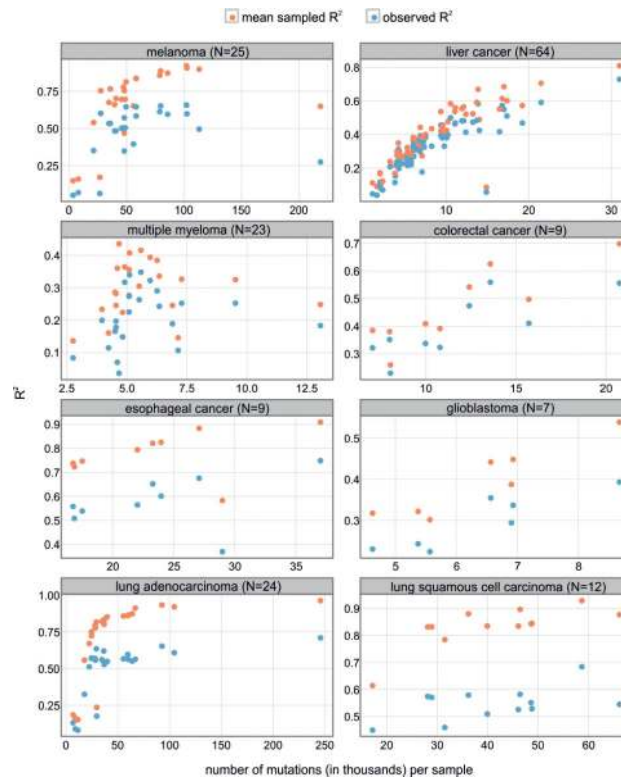 mean sampled R² observed R²
melanoma (N=25) liver cancer (N=64)
0.75 0.50 0.25
0.8 0.6 0.4 0.2
0 50 100 150 200
10 20 30
multiple myeloma (N=23) colorectal cancer (N=9)
0.4 0.3 0.2 0.1
0.7 0.6 0.5 0.4 0.3
2.5 5.0 7.5 10.0 12.5
10 15 20
R²
esophageal cancer (N=9) glioblastoma (N=7)
0.9 0.8 0.7 0.6 0.5 0.4
0.5 0.3
20 25 30 35
5 6 7 8
lung adenocarcinoma (N=24) lung squamous cell carcinoma (N=12)
1.00 0.75 0.50 0.25
0.9 0.8 0.7 0.6 0.5
0 50 100 150 200 250
20 30 40 50 60
number of mutations (in thousands) per sample